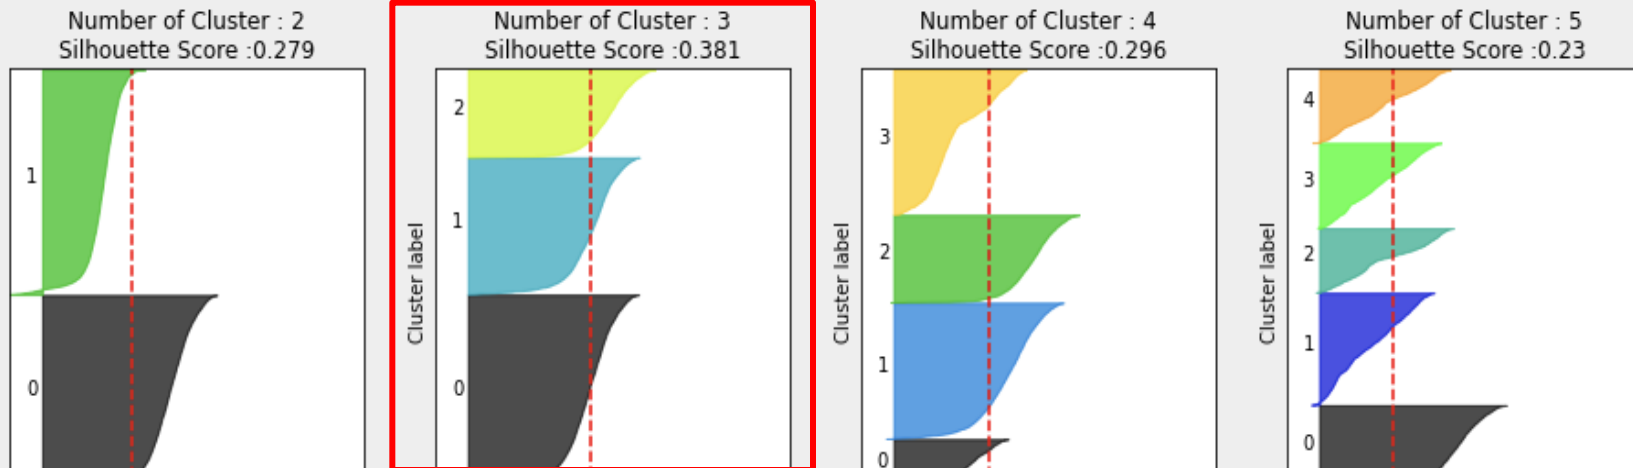 Number of Cluster : 2
Silhouette Score :0.279
1
0
Number of Cluster : 3
Silhouette Score :0.381
Cluster label
2
1
0
Number of Cluster : 4
Silhouette Score :0.296
Cluster label
3
2
1
0
Number of Cluster : 5
Silhouette Score :0.23
Cluster label
4
3
2
1
0